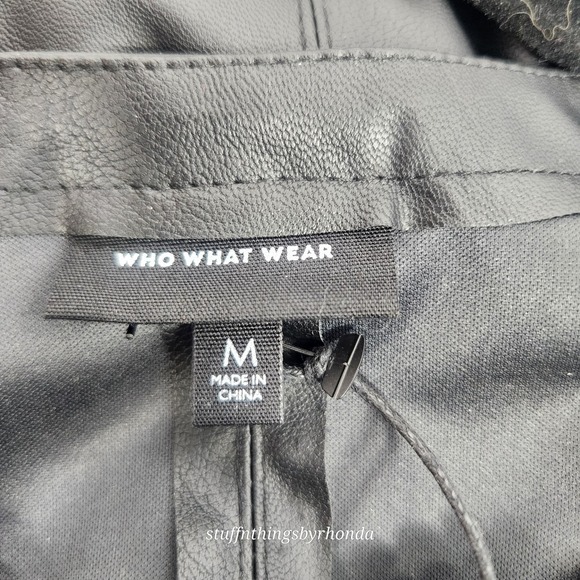 WHO WHAT WEAR
M
MADE IN
CHINA
stuffnthingsbyrhonda